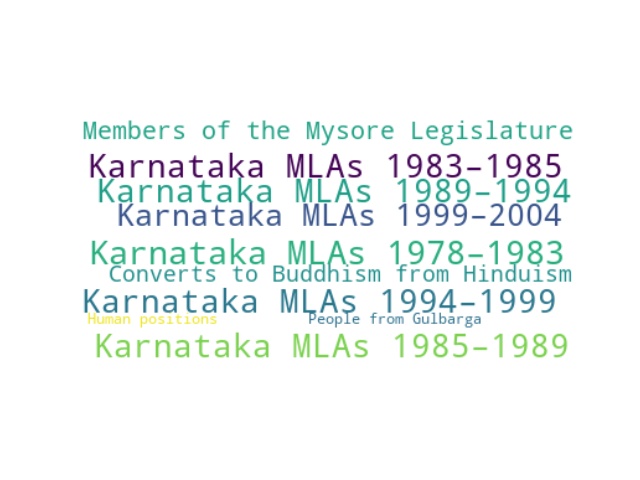 Members of the Mysore Legislature
Karnataka MLAs 1983–1985
Karnataka MLAs 1989–1994
Karnataka MLAs 1999–2004
Karnataka MLAs 1978–1983
Converts to Buddhism from Hinduism
Karnataka MLAs 1994–1999
Human positions People from Gulbarga
Karnataka MLAs 1985–1989